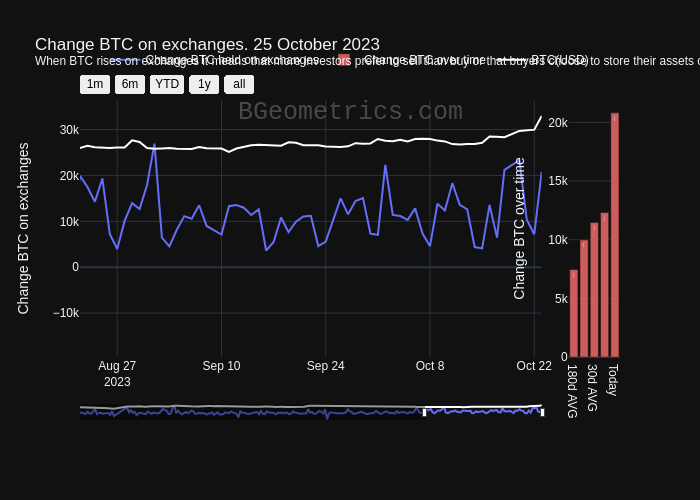 Change BTC on exchanges. 25 October 2023
When BTC rises on exchanges it means that more investors prefer to sell than buy or that buyers choose to store their assets o
Change BTC hold on exchanges
Change BTC over time
BTC(USD)
1m 6m YTD 1y all
BGeometrics.com
Change BTC on exchanges
30k
20k
10k
0
−10k
Aug 27
2023
Sep 10
Sep 24
Oct 8
Oct 22
Change BTC over time
20k
15k
10k
5k
0
180d AVG
30d AVG
Today